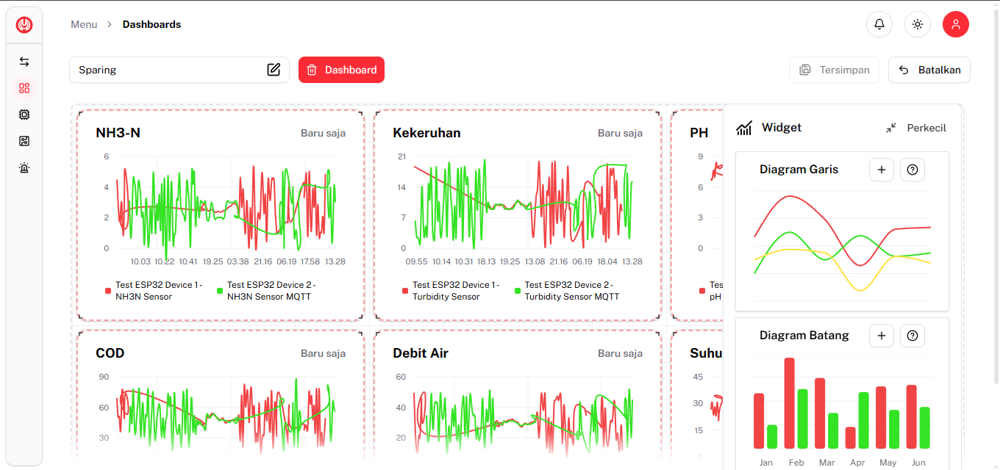 Menu > Dashboards
Sparing
Dashboard
Tersimpan
Batalkan
NH3-N
Baru saja
6
4
2
0
10.03 10.22 10.41 19.25 03.38 21.16 06.19 17.58 13.28
Test ESP32 Device 1 -
NH3N Sensor
Test ESP32 Device 2 -
NH3N Sensor MQTT
Kekeruhan
Baru saja
21
14
7
0
09.55 10.14 10.31 18.13 19.25 13.08 21.16 06.19 18.04 13.28
Test ESP32 Device 1 -
Turbidity Sensor
Test ESP32 Device 2 -
Turbidity Sensor MQTT
PH
9
6
3
0
Tes
pH
Widget
Perkecil
Diagram Garis
Diagram Batang
Jan Feb Mar Apr May Jun
COD
Baru saja
90
60
30
Debit Air
Baru saja
60
40
20
Suhu
45
30
15
0